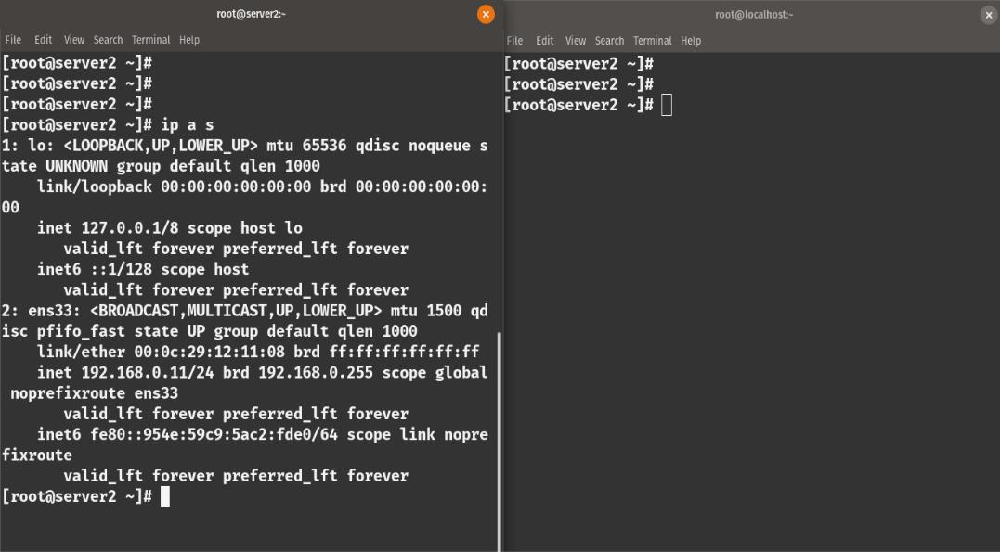 root@server2:~
File Edit View Search Terminal Help
[root@server2 ~]#
[root@server2 ~]#
[root@server2 ~]#
[root@server2 ~]# ip a s
1: lo: <LOOPBACK,UP,LOWER_UP> mtu 65536 qdisc noqueue s
tate UNKNOWN group default qlen 1000
    link/loopback 00:00:00:00:00:00 brd 00:00:00:00:00:
00
    inet 127.0.0.1/8 scope host lo
       valid_lft forever preferred_lft forever
    inet6 ::1/128 scope host
       valid_lft forever preferred_lft forever
2: ens33: <BROADCAST,MULTICAST,UP,LOWER_UP> mtu 1500 qd
isc pfifo_fast state UP group default qlen 1000
    link/ether 00:0c:29:12:11:08 brd ff:ff:ff:ff:ff:ff
    inet 192.168.0.11/24 brd 192.168.0.255 scope global
 noprefixroute ens33
       valid_lft forever preferred_lft forever
    inet6 fe80::954e:59c9:5ac2:fde0/64 scope link nopre
fixroute
       valid_lft forever preferred_lft forever
[root@server2 ~]#
root@localhost:~
File Edit View Search Terminal Help
[root@server2 ~]#
[root@server2 ~]#
[root@server2 ~]#